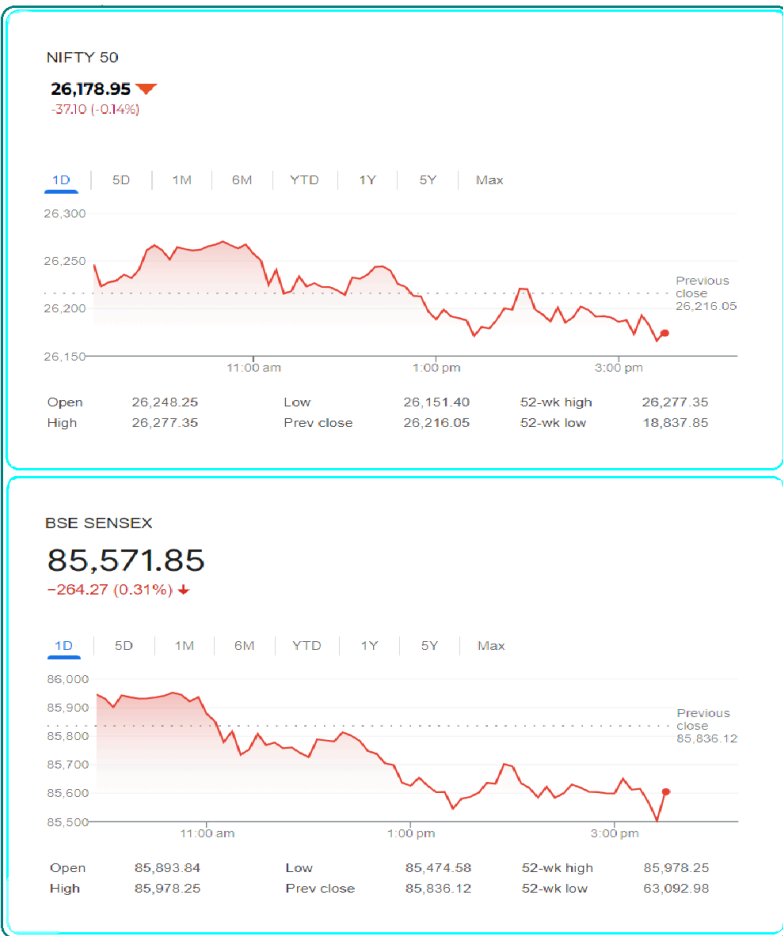 NIFTY 50
26,178.95
-37.10 (-0.14%)
1D 5D 1M 6M YTD 1Y 5Y Max
26,300
26,250
26,200
26,150
Previous
close
26,216.05
11:00 am 1:00 pm 3:00 pm
Open 26,248.25 Low 26,151.40 52-wk high 26,277.35
High 26,277.35 Prev close 26,216.05 52-wk low 18,837.85
BSE SENSEX
85,571.85
−264.27 (0.31%)
1D 5D 1M 6M YTD 1Y 5Y Max
86,000
85,900
85,800
85,700
85,600
85,500
Previous
close
85,836.12
11:00 am 1:00 pm 3:00 pm
Open 85,893.84 Low 85,474.58 52-wk high 85,978.25
High 85,978.25 Prev close 85,836.12 52-wk low 63,092.98